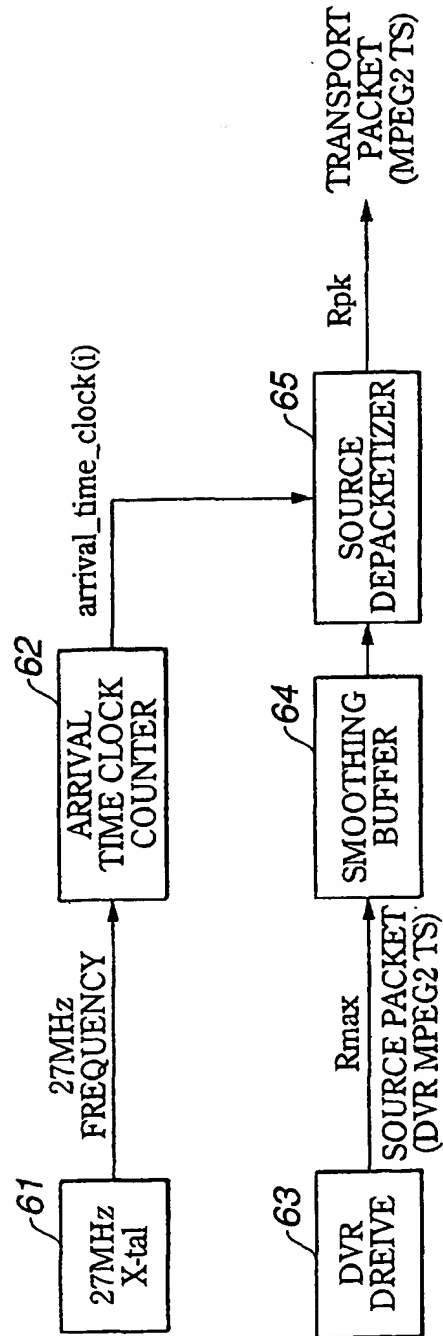 61
27MHz
X-tal
27MHz
FREQUENCY
62
ARRIVAL
TIME CLOCK
COUNTER
arrival_time_clock(i)
63
DVR
DREIVE
Rmax
SOURCE PACKET
(DVR MPEG2 TS)
64
SMOOTHING
BUFFER
65
SOURCE
DEPACKETIZER
Rpk
TRANSPORT
PACKET
(MPEG2 TS)